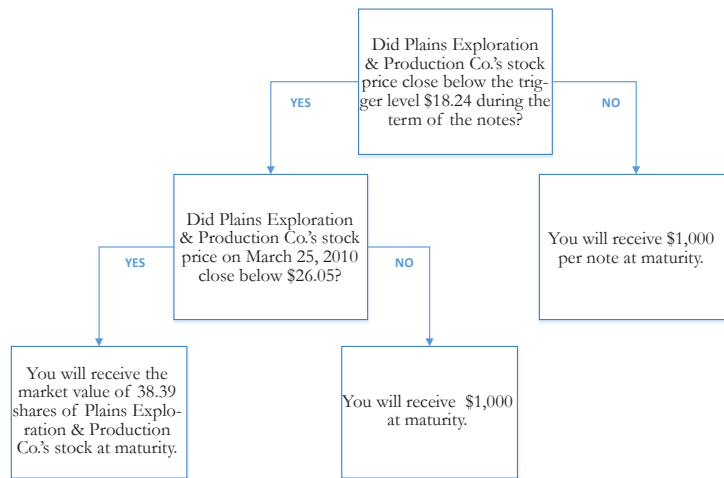 Did Plains Exploration
& Production Co.'s stock
price close below the trig-
ger level $18.24 during the
term of the notes?
YES
NO
Did Plains Exploration
& Production Co.'s stock
price on March 25, 2010
close below $26.05?
You will receive $1,000
per note at maturity.
YES
NO
You will receive the
market value of 38.39
shares of Plains Explo-
ration & Production
Co.'s stock at maturity.
You will receive $1,000
at maturity.